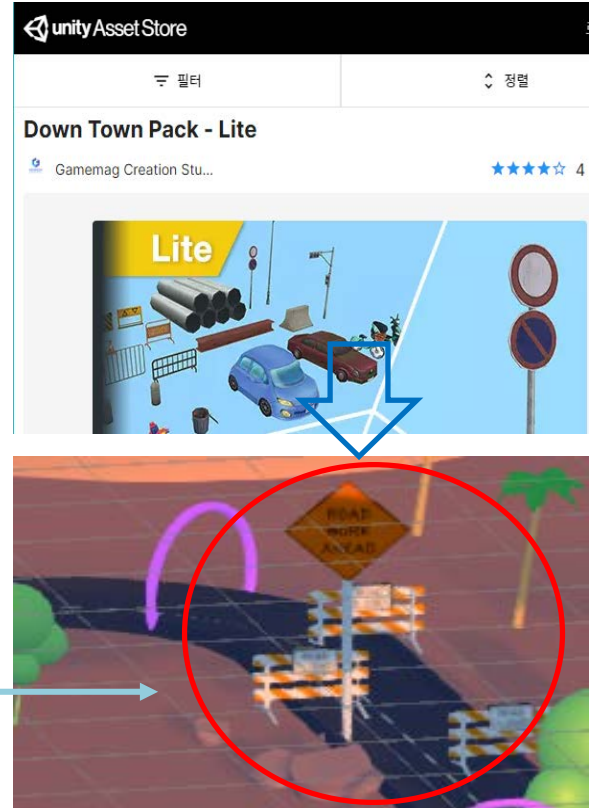 unity Asset Store
필터
정렬
Down Town Pack - Lite
Gamemag Creation Stu...
4
Lite
ROAD
WORK
AHEAD